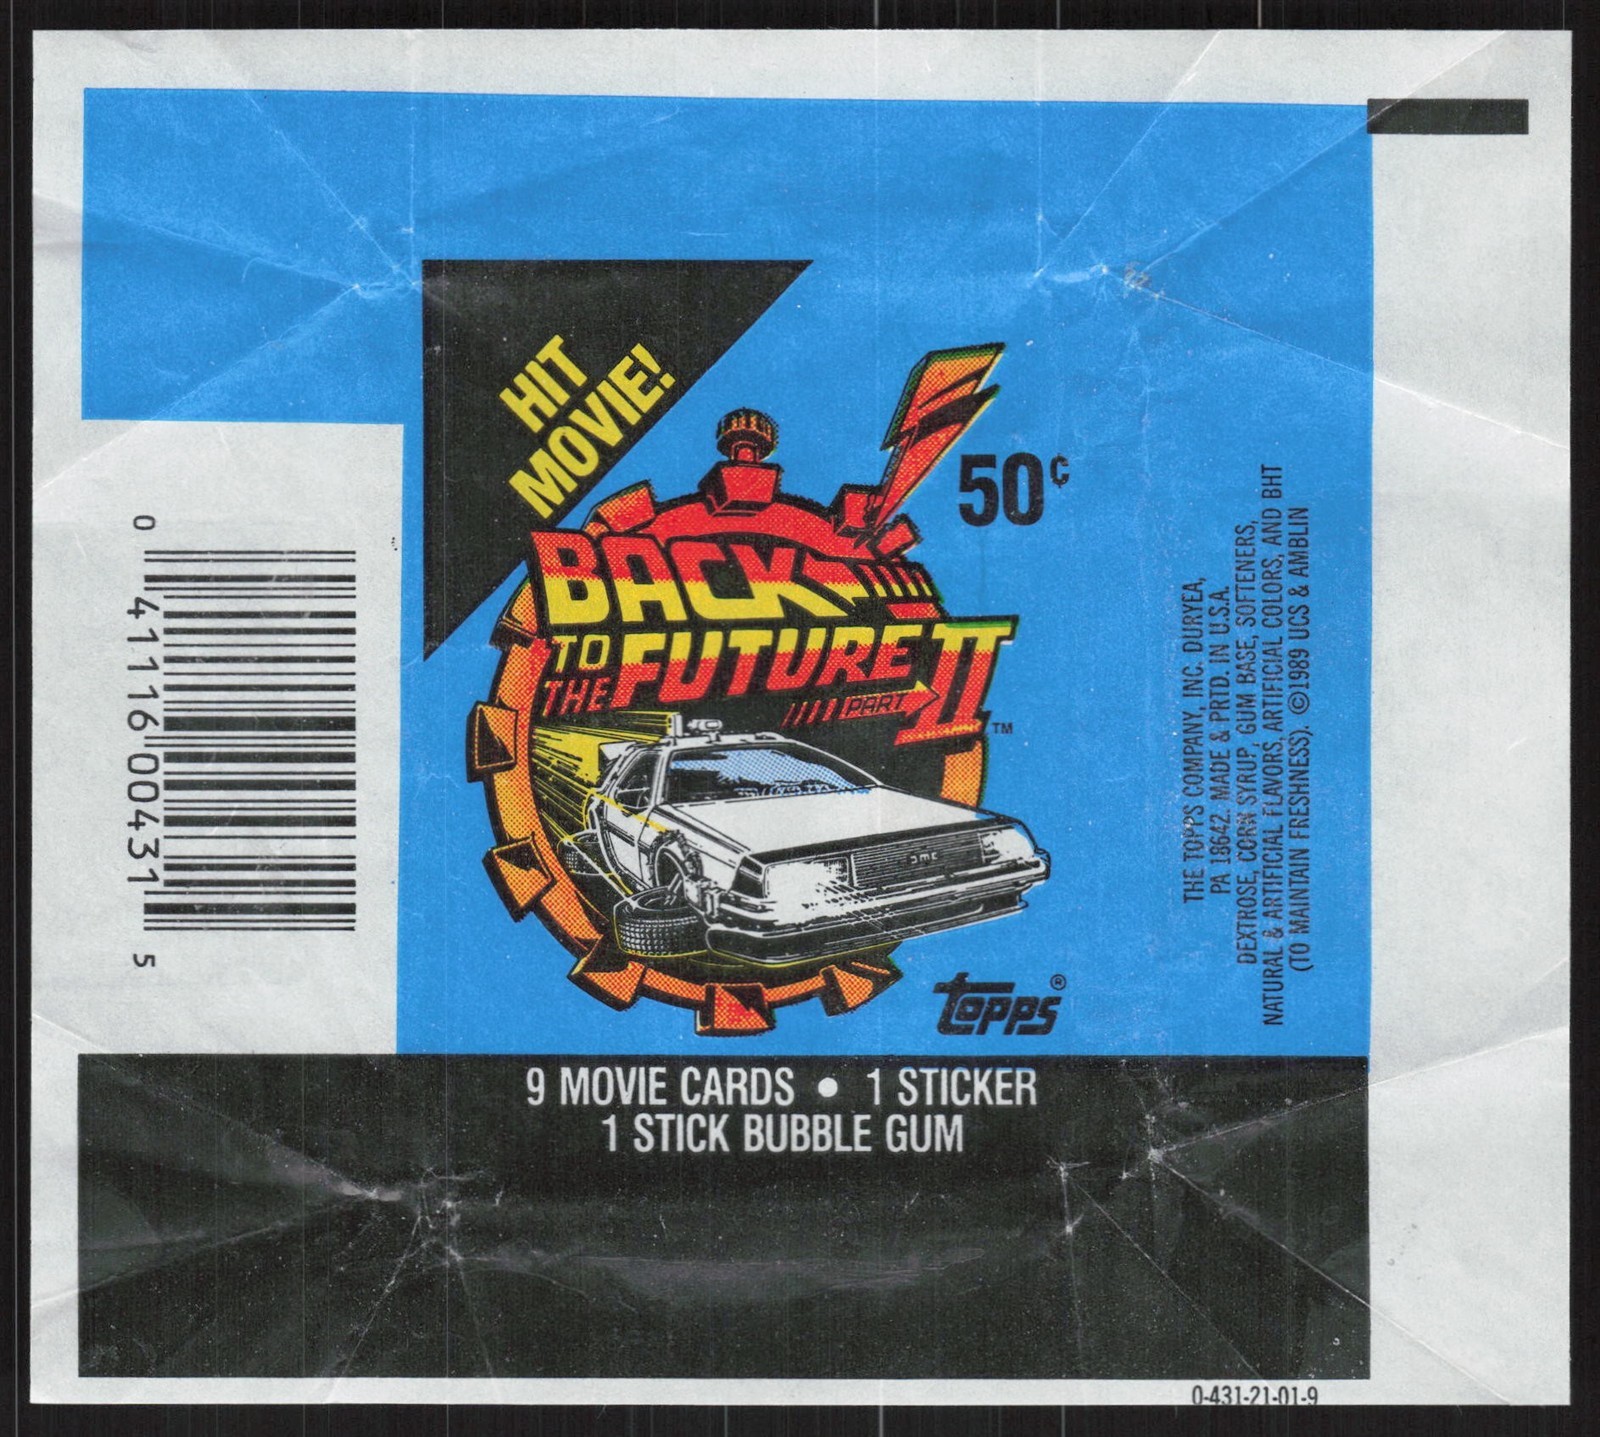 HIT
MOVIE!
50¢
BACK
TO FUTURE II
THE
PART
TM
DMC
topps®
9 MOVIE CARDS • 1 STICKER
1 STICK BUBBLE GUM
0 41116 00431 5
THE TOPPS COMPANY, INC. DURYEA,
PA 18642. MADE & PRTD. IN U.S.A.
DEXTROSE, CORN SYRUP, GUM BASE, SOFTENERS,
NATURAL & ARTIFICIAL FLAVORS, ARTIFICIAL COLORS, AND BHT
(TO MAINTAIN FRESHNESS). ©1989 UCS & AMBLIN
0-431-21-01-9